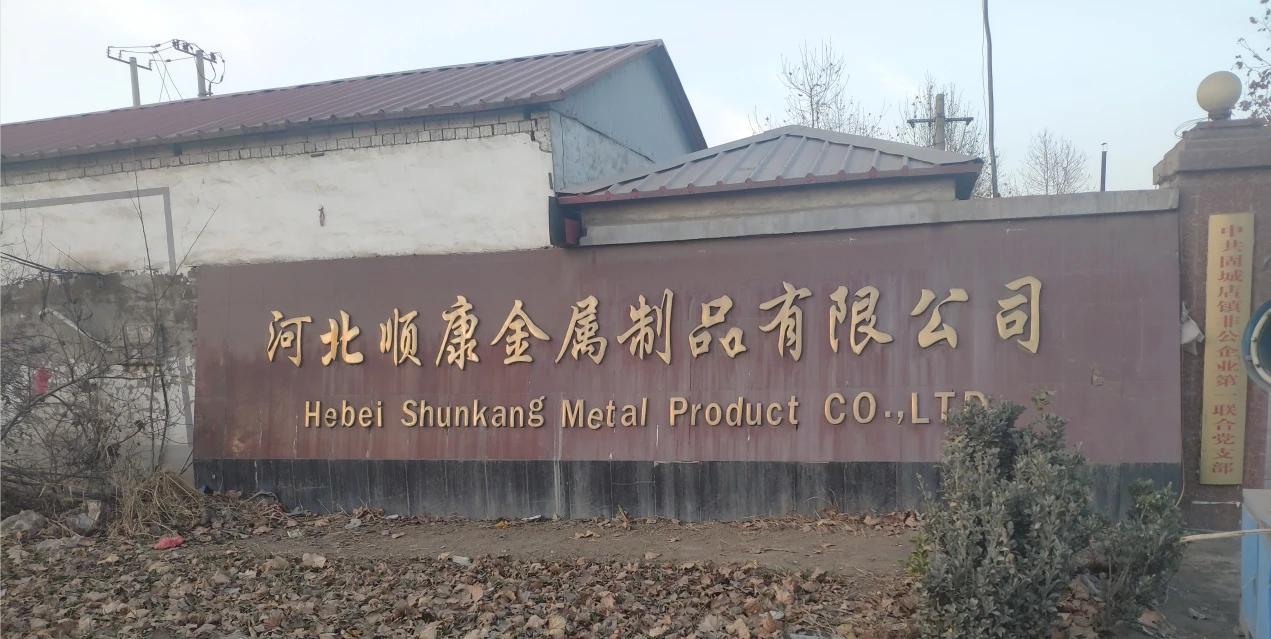 河北顺康金属制品有限公司
Hebei Shunkang Metal Product CO.,LTD
中共固城店镇非公企业第一联合党支部